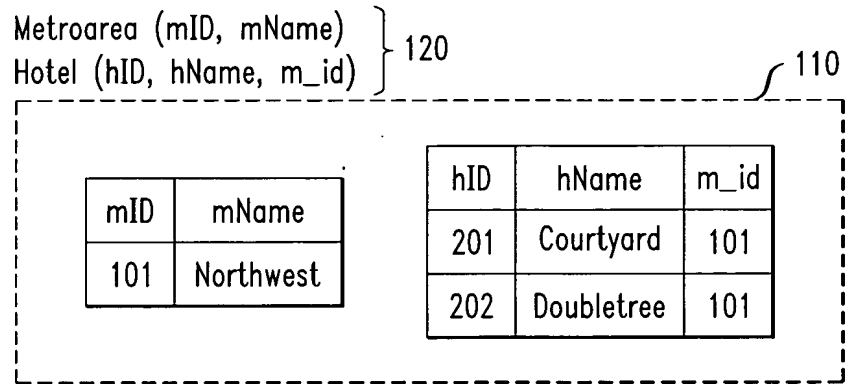 Metroarea (mID, mName)
Hotel (hID, hName, m_id)
120
110
mID mName
101 Northwest
hID hName m_id
201 Courtyard 101
202 Doubletree 101